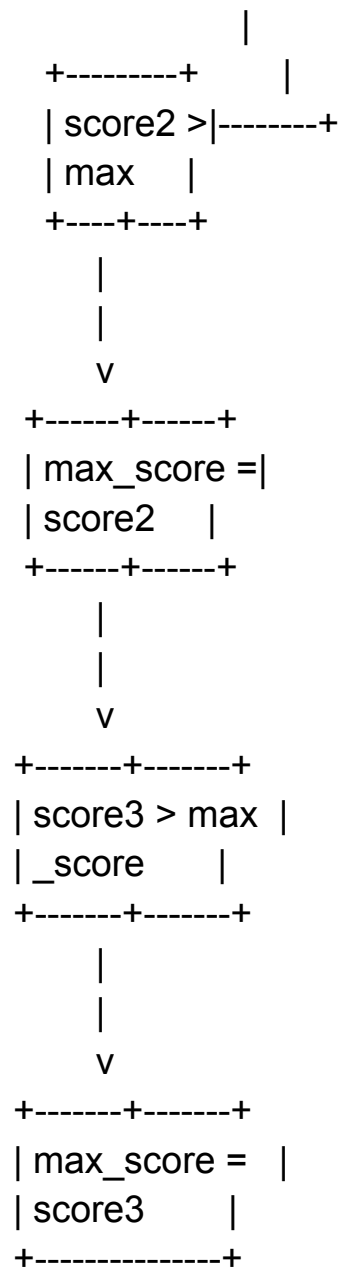 |
+---------+ |
| score2 >|--------+
| max |
+----+----+
|
|
v
+------+------+
| max_score =|
| score2 |
+------+------+
|
|
v
+-------+-------+
| score3 > max |
| _score |
+-------+-------+
|
|
v
+-------+-------+
| max_score = |
| score3 |
+---------------+